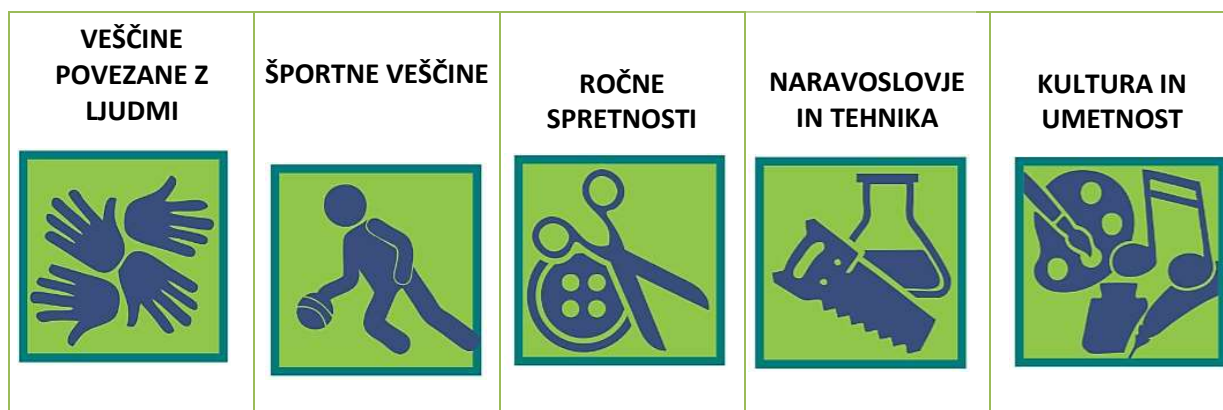 VEŠČINE
POVEZANE Z
LJUDMI
ŠPORTNE VEŠČINE
ROČNE
SPRETNOSTI
NARAVOSLOVJE
IN TEHNIKA
KULTURA IN
UMETNOST